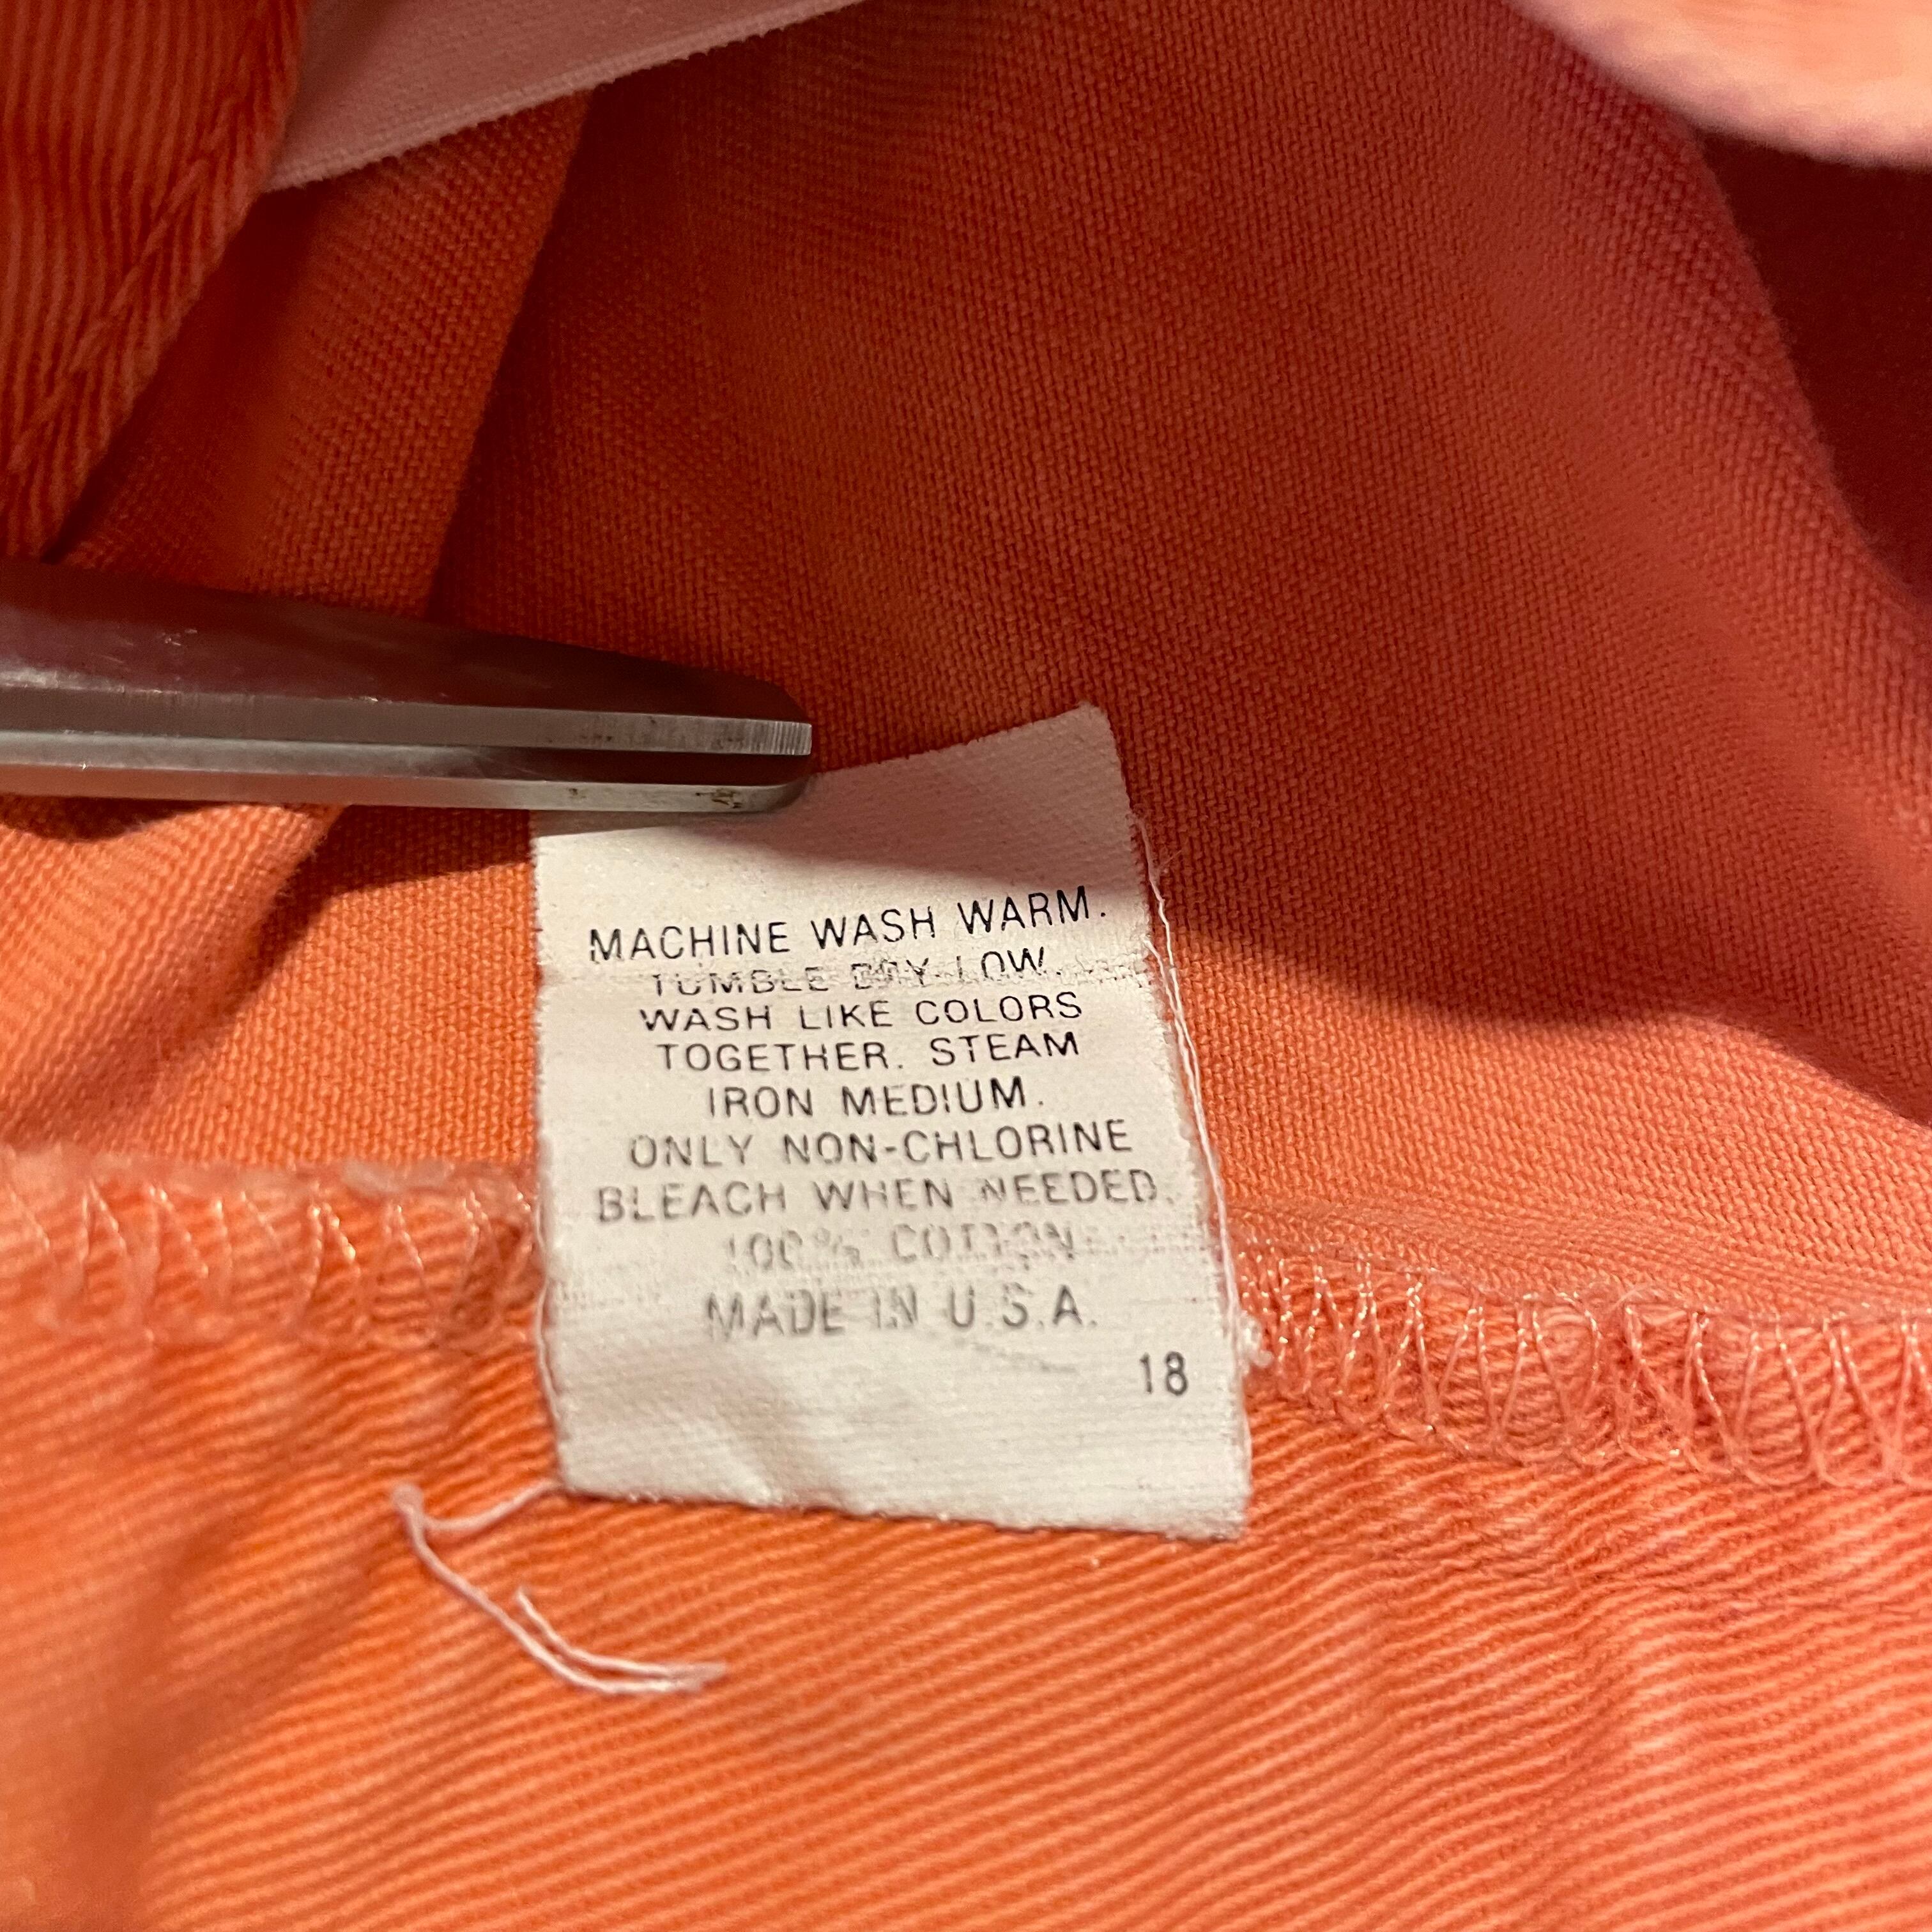 MACHINE WASH WARM.
TUMBLE DRY LOW.
WASH LIKE COLORS
TOGETHER. STEAM
IRON MEDIUM.
ONLY NON-CHLORINE
BLEACH WHEN NEEDED.
100% COTTON
MADE IN U.S.A.
18